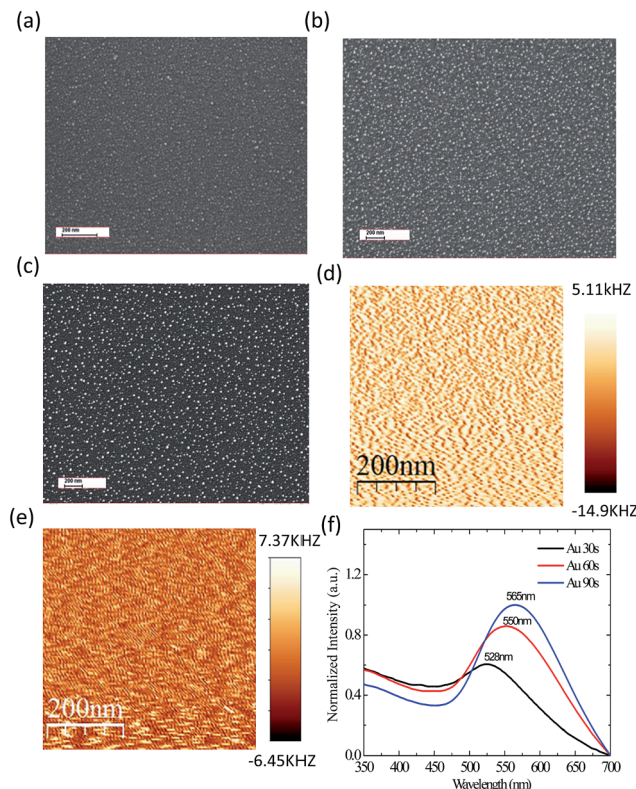 (a)
(b)
200 nm
200 nm
(c)
(d)
5.11kHZ
200 nm
200nm
-14.9KHZ
(e)
7.37KHZ
200nm
-6.45KHZ
(f)
Au 30s
Au 60s
Au 90s
565nm
550nm
528nm
Normalized Intensity (a.u.)
1.2
0.8
0.4
0.0
350 400 450 500 550 600 650 700
Wavelength (nm)